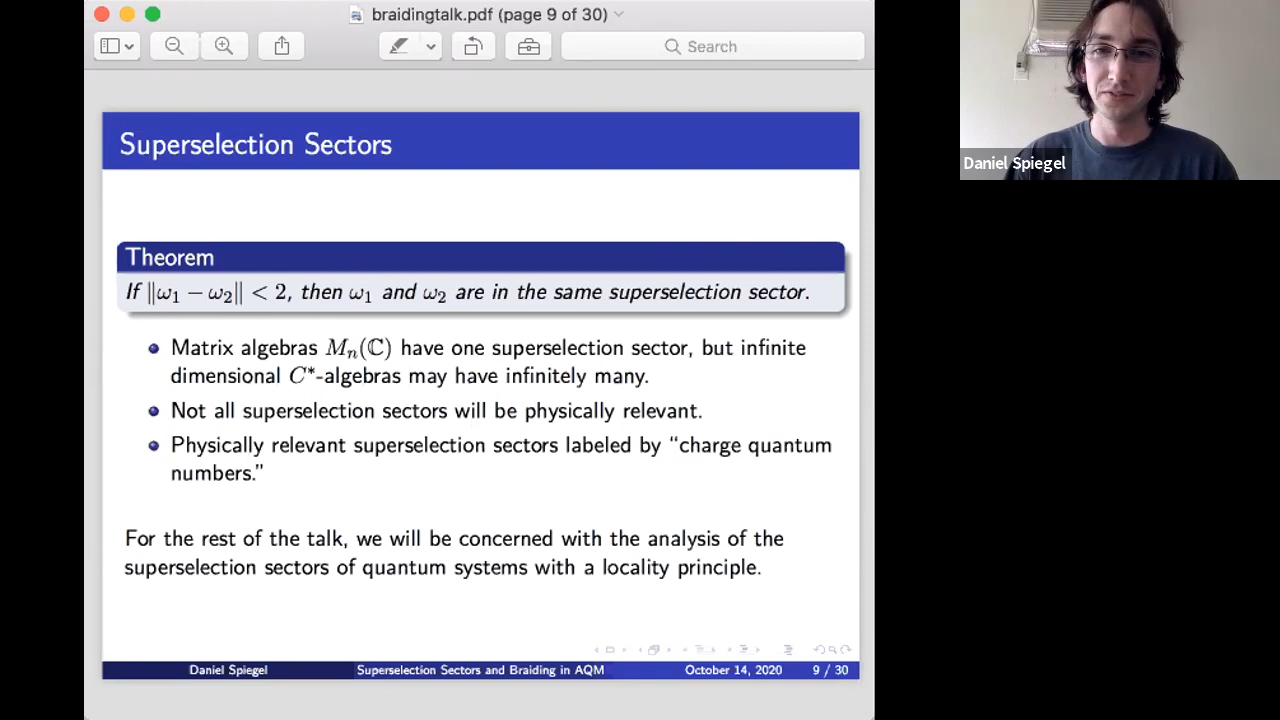 braidingtalk.pdf (page 9 of 30)
Search
Superselection Sectors
Theorem
If ‖ω₁ − ω₂‖ < 2, then ω₁ and ω₂ are in the same superselection sector.
Matrix algebras Mₙ(ℂ) have one superselection sector, but infinite
dimensional C*-algebras may have infinitely many.
Not all superselection sectors will be physically relevant.
Physically relevant superselection sectors labeled by “charge quantum
numbers.”
For the rest of the talk, we will be concerned with the analysis of the
superselection sectors of quantum systems with a locality principle.
Daniel Spiegel Superselection Sectors and Braiding in AQM October 14, 2020 9 / 30
Daniel Spiegel